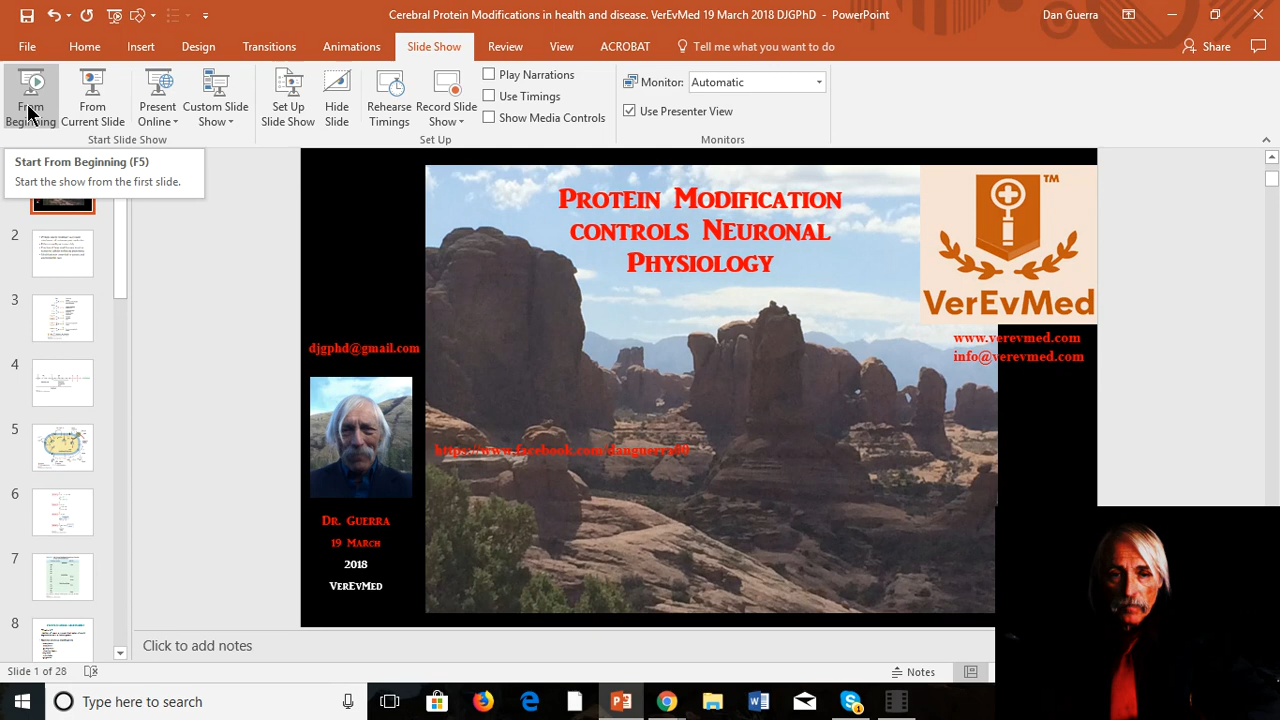 Cerebral Protein Modifications in health and disease. VerEvMed 19 March 2018 DJGPhD - PowerPoint
Dan Guerra
File Home Insert Design Transitions Animations Slide Show Review View ACROBAT Tell me what you want to do Share
From Beginning
From Current Slide
Present Online
Custom Slide Show
Set Up Slide Show
Hide Slide
Rehearse Timings
Record Slide Show
Play Narrations
Use Timings
Show Media Controls
Monitor: Automatic
Use Presenter View
Start Slide Show
Set Up
Monitors
Start From Beginning (F5)
Start the show from the first slide.
2
3
4
5
6
7
8
Protein Modification
controls Neuronal
Physiology
TM
VerEvMed
www.verevmed.com
info@verevmed.com
djgphd@gmail.com
Dr. Guerra
19 March
2018
VerEvMed
Click to add notes
Slide 1 of 28
Notes
Type here to search
1